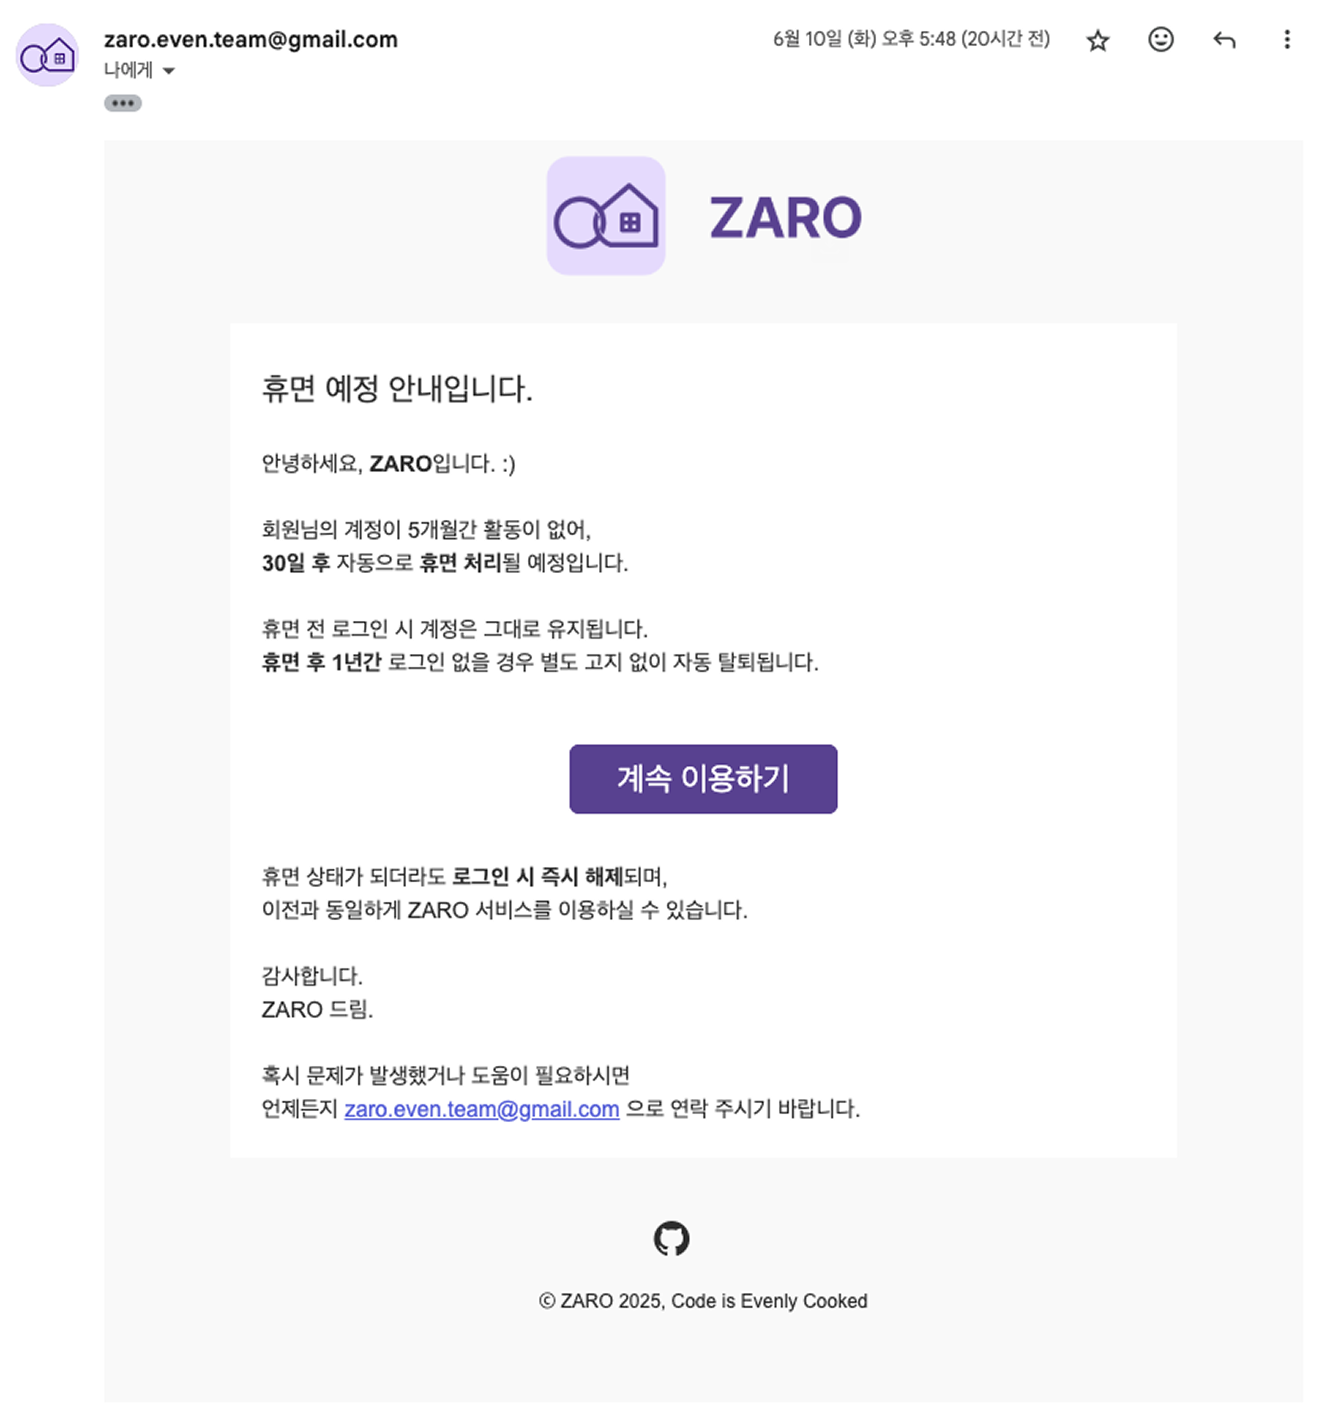 zaro.even.team@gmail.com
6월 10일 (화) 오후 5:48 (20시간 전)
나에게
ZARO
휴면 예정 안내입니다.
안녕하세요, ZARO입니다. :)
회원님의 계정이 5개월간 활동이 없어,
30일 후 자동으로 휴면 처리될 예정입니다.
휴면 전 로그인 시 계정은 그대로 유지됩니다.
휴면 후 1년간 로그인 없을 경우 별도 고지 없이 자동 탈퇴됩니다.
계속 이용하기
휴면 상태가 되더라도 로그인 시 즉시 해제되며,
이전과 동일하게 ZARO 서비스를 이용하실 수 있습니다.
감사합니다.
ZARO 드림.
혹시 문제가 발생했거나 도움이 필요하시면
언제든지 zaro.even.team@gmail.com 으로 연락 주시기 바랍니다.
© ZARO 2025, Code is Evenly Cooked